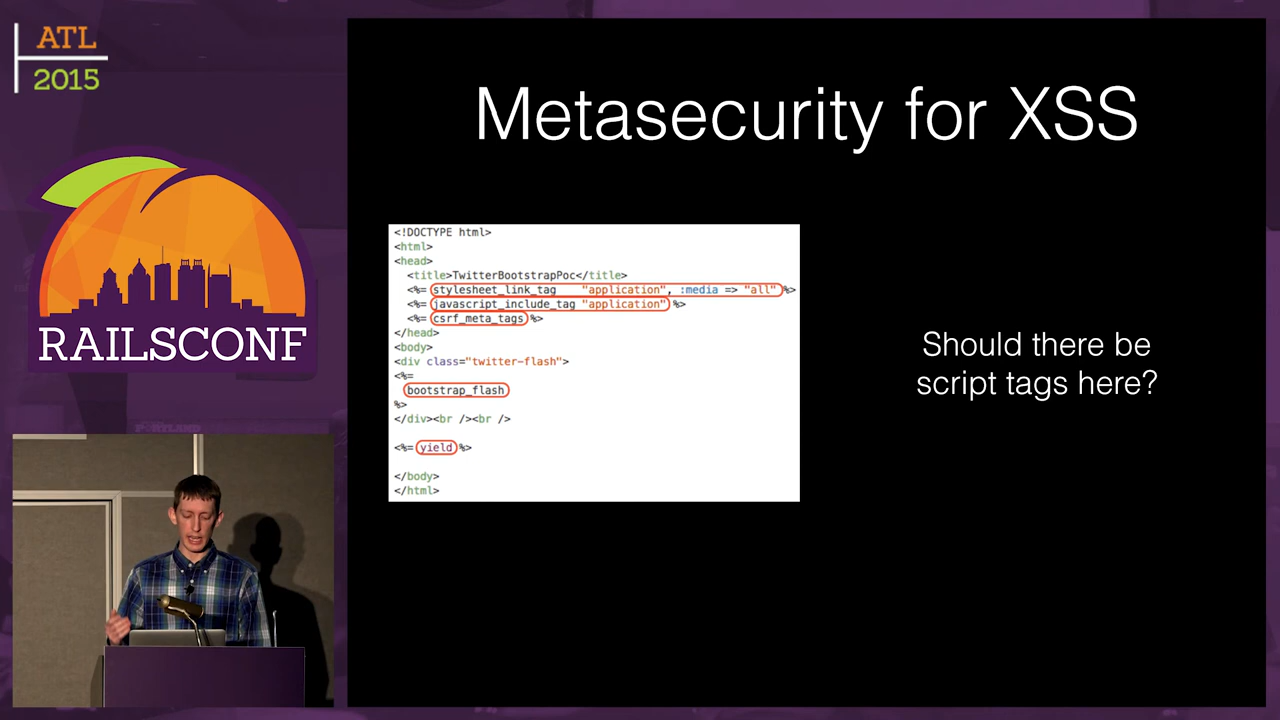 ATL
2015
RAILSCONF
Metasecurity for XSS
<!DOCTYPE html>
<html>
<head>
<title>TwitterBootstrapPoc</title>
<%= stylesheet_link_tag    "application", :media => "all" %>
<%= javascript_include_tag "application" %>
<%= csrf_meta_tags %>
</head>
<body>
<div class="twitter-flash">
<%=
bootstrap_flash
%>
</div><br /><br />
<%= yield %>
</body>
</html>
Should there be
script tags here?